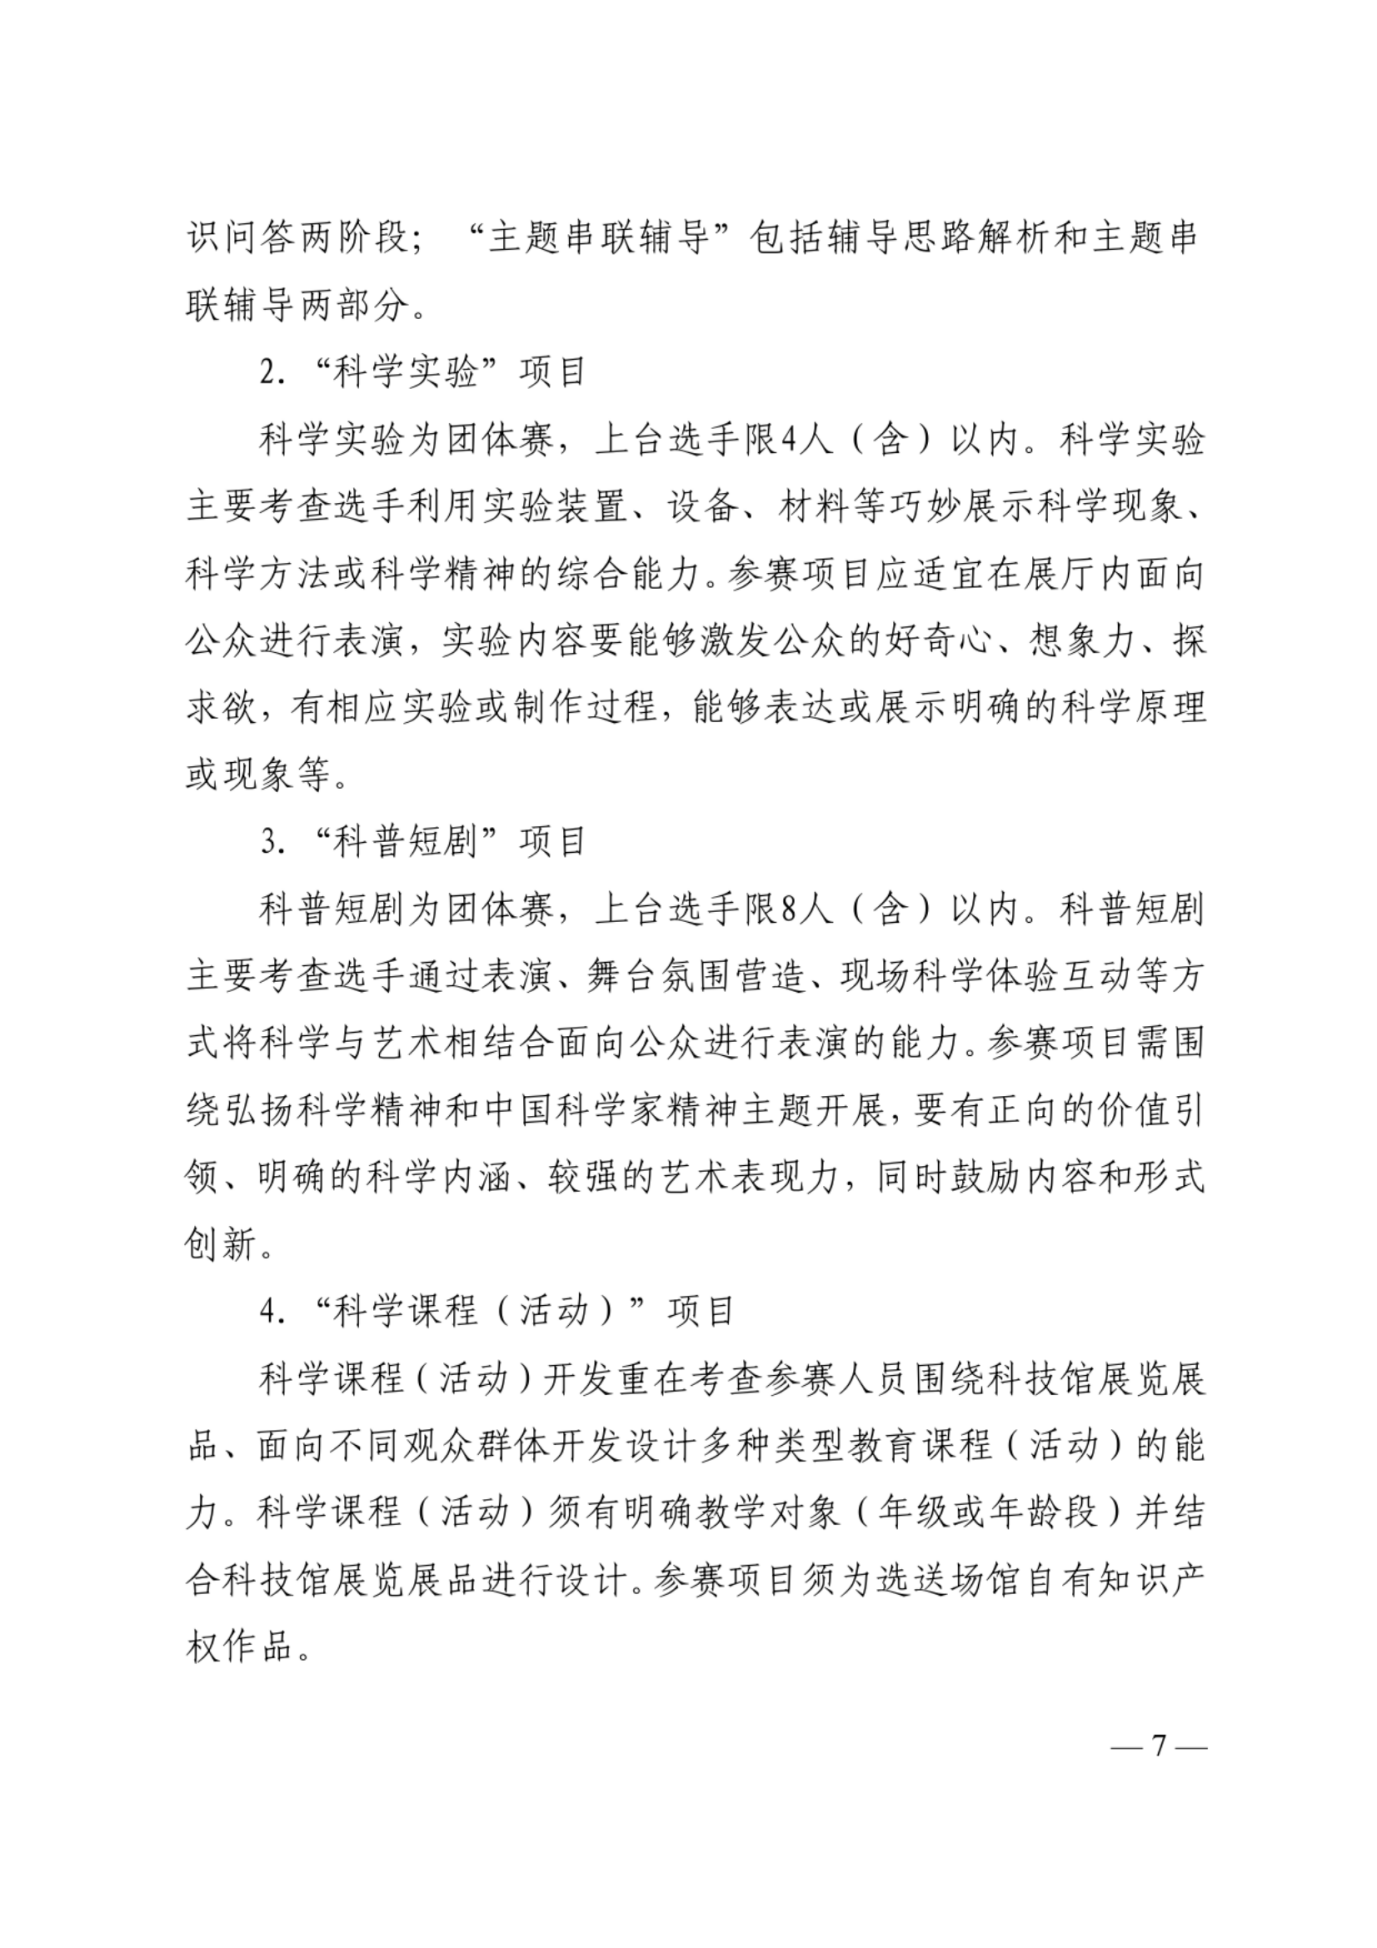 识问答两阶段；“主题串联辅导”包括辅导思路解析和主题串
联辅导两部分。
2．“科学实验”项目
科学实验为团体赛，上台选手限4人（含）以内。科学实验
主要考查选手利用实验装置、设备、材料等巧妙展示科学现象、
科学方法或科学精神的综合能力。参赛项目应适宜在展厅内面向
公众进行表演，实验内容要能够激发公众的好奇心、想象力、探
求欲，有相应实验或制作过程，能够表达或展示明确的科学原理
或现象等。
3．“科普短剧”项目
科普短剧为团体赛，上台选手限8人（含）以内。科普短剧
主要考查选手通过表演、舞台氛围营造、现场科学体验互动等方
式将科学与艺术相结合面向公众进行表演的能力。参赛项目需围
绕弘扬科学精神和中国科学家精神主题开展，要有正向的价值引
领、明确的科学内涵、较强的艺术表现力，同时鼓励内容和形式
创新。
4．“科学课程（活动）”项目
科学课程（活动）开发重在考查参赛人员围绕科技馆展览展
品、面向不同观众群体开发设计多种类型教育课程（活动）的能
力。科学课程（活动）须有明确教学对象（年级或年龄段）并结
合科技馆展览展品进行设计。参赛项目须为选送场馆自有知识产
权作品。
— 7 —